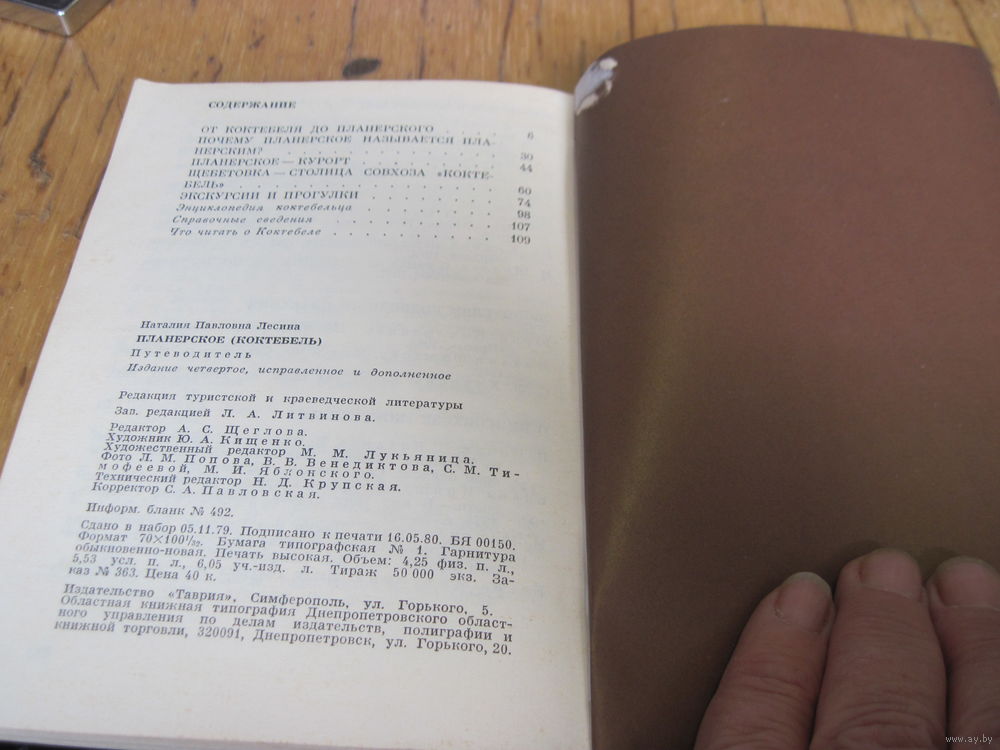 СОДЕРЖАНИЕ
ОТ КОКТЕБЕЛЯ ДО ПЛАНЕРСКОГО . . . . 6
ПОЧЕМУ ПЛАНЕРСКОЕ НАЗЫВАЕТСЯ ПЛА-
НЕРСКИМ? . . . . . . . . . . . 30
ПЛАНЕРСКОЕ — КУРОРТ . . . . . . . . 44
ЩЕБЕТОВКА — СТОЛИЦА СОВХОЗА «КОКТЕ-
БЕЛЬ» . . . . . . . . . . . . 60
ЭКСКУРСИИ И ПРОГУЛКИ . . . . . . . 74
Энциклопедия коктебельца . . . . . . . 98
Справочные сведения . . . . . . . . 107
Что читать о Коктебеле . . . . . . . . 109
Наталия Павловна Лесина
ПЛАНЕРСКОЕ (КОКТЕБЕЛЬ)
Путеводитель
Издание четвертое, исправленное и дополненное
Редакция туристской и краеведческой литературы
Зав. редакцией Л. А. Литвинова.
Редактор А. С. Щеглова.
Художник Ю. А. Кищенко.
Художественный редактор М. М. Лукьяница.
Фото Л. М. Попова, В. В. Венедиктова, С. М. Ти-
мофеевой, М. И. Яблонского.
Технический редактор Н. Д. Крупская.
Корректор С. А. Павловская.
Информ. бланк № 492.
Сдано в набор 05.11.79. Подписано к печати 16.05.80. БЯ 00150.
Формат 70×100¹/₃₂. Бумага типографская № 1. Гарнитура
обыкновенно-новая. Печать высокая. Объем: 4,25 физ. п. л.,
5,53 усл. п. л., 6,05 уч.-изд. л. Тираж 50 000 экз. За-
каз № 363. Цена 40 к.
Издательство «Таврия», Симферополь, ул. Горького, 5.
Областная книжная типография Днепропетровского област-
ного управления по делам издательств, полиграфии и
книжной торговли, 320091, Днепропетровск, ул. Горького, 20.
www.ay.by